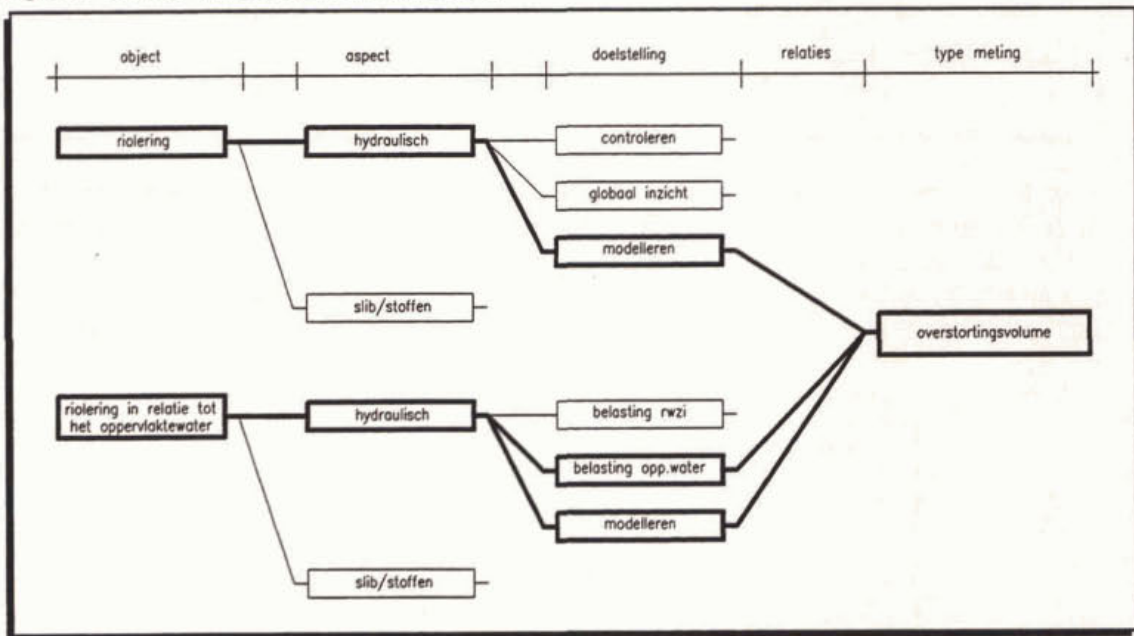 object aspect doelstelling relaties type meting
riolering hydraulisch controleren
globaal inzicht
modelleren
slib/stoffen
overstortingsvolume
riolering in relatie tot
het oppervlaktewater
hydraulisch belasting rwzi
belasting opp.water
modelleren
slib/stoffen